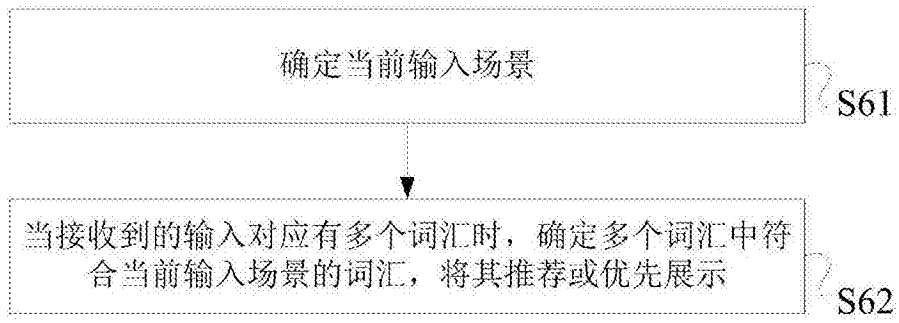 确定当前输入场景
S61
当接收到的输入对应有多个词汇时，确定多个词汇中符
合当前输入场景的词汇，将其推荐或优先展示
S62